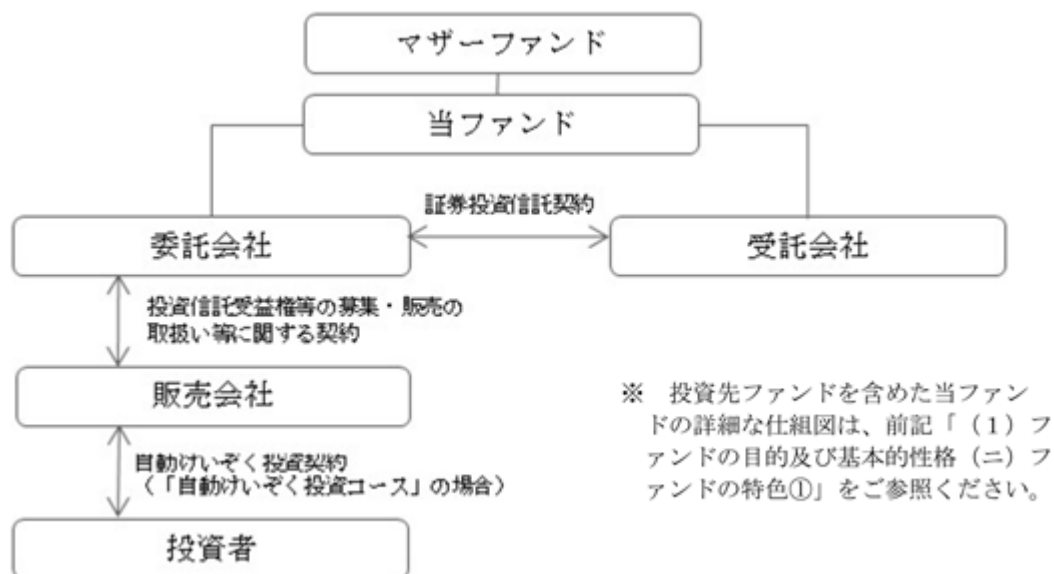 マザーファンド
当ファンド
証券投資信託契約
委託会社
受託会社
投資信託受益権等の募集・販売の
取扱い等に関する契約
販売会社
自動けいぞく投資契約
(「自動けいぞく投資コース」の場合)
投資者
※ 投資先ファンドを含めた当ファン
ドの詳細な仕組図は、前記「(1)フ
ァンドの目的及び基本的性格(ニ)フ
ァンドの特色①」をご参照ください。